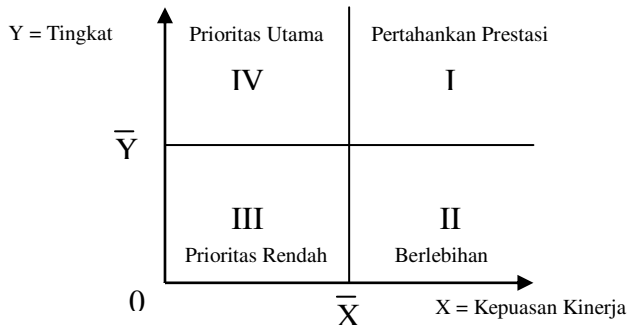 Y = Tingkat
Prioritas Utama
Pertahankan Prestasi
IV
I
Y̅
III
II
Prioritas Rendah
Berlebihan
0
X̅
X = Kepuasan Kinerja